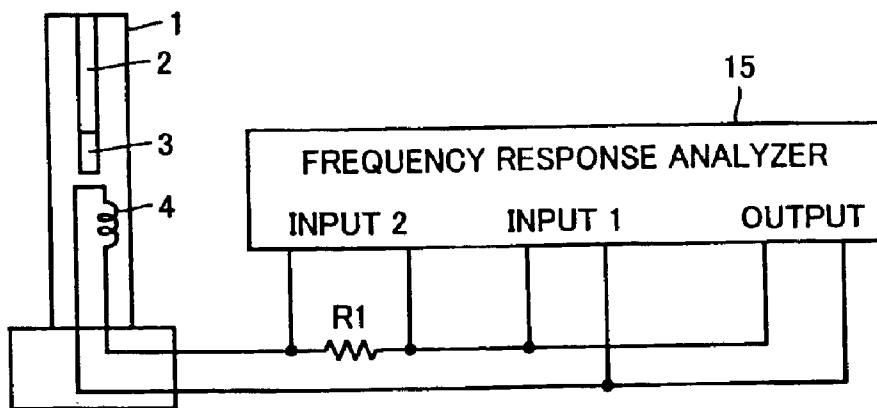 1
2
15
3
FREQUENCY RESPONSE ANALYZER
4
INPUT 2 INPUT 1 OUTPUT
R1